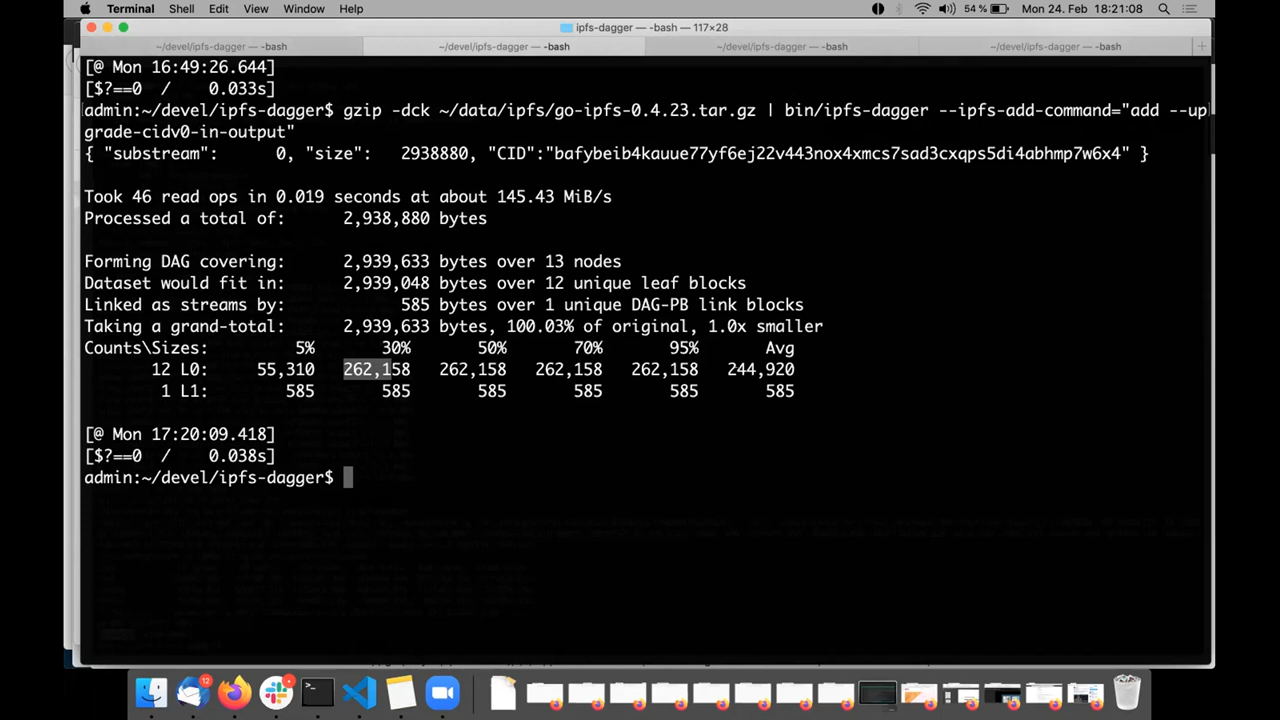 Terminal Shell Edit View Window Help 54 % Mon 24. Feb 18:21:08
ipfs-dagger — -bash — 117×28
~/devel/ipfs-dagger — -bash ~/devel/ipfs-dagger — -bash ~/devel/ipfs-dagger — -bash ~/devel/ipfs-dagger — -bash +
[@ Mon 16:49:26.644]
[$?==0 / 0.033s]
admin:~/devel/ipfs-dagger$ gzip -dck ~/data/ipfs/go-ipfs-0.4.23.tar.gz | bin/ipfs-dagger --ipfs-add-command="add --up
grade-cidv0-in-output"
{ "substream": 0, "size": 2938880, "CID":"bafybeib4kauue77yf6ej22v443nox4xmcs7sad3cxqps5di4abhmp7w6x4" }
Took 46 read ops in 0.019 seconds at about 145.43 MiB/s
Processed a total of: 2,938,880 bytes
Forming DAG covering: 2,939,633 bytes over 13 nodes
Dataset would fit in: 2,939,048 bytes over 12 unique leaf blocks
Linked as streams by: 585 bytes over 1 unique DAG-PB link blocks
Taking a grand-total: 2,939,633 bytes, 100.03% of original, 1.0x smaller
Counts\Sizes: 5% 30% 50% 70% 95% Avg
12 L0: 55,310 262,158 262,158 262,158 262,158 244,920
1 L1: 585 585 585 585 585 585
[@ Mon 17:20:09.418]
[$?==0 / 0.038s]
admin:~/devel/ipfs-dagger$
12